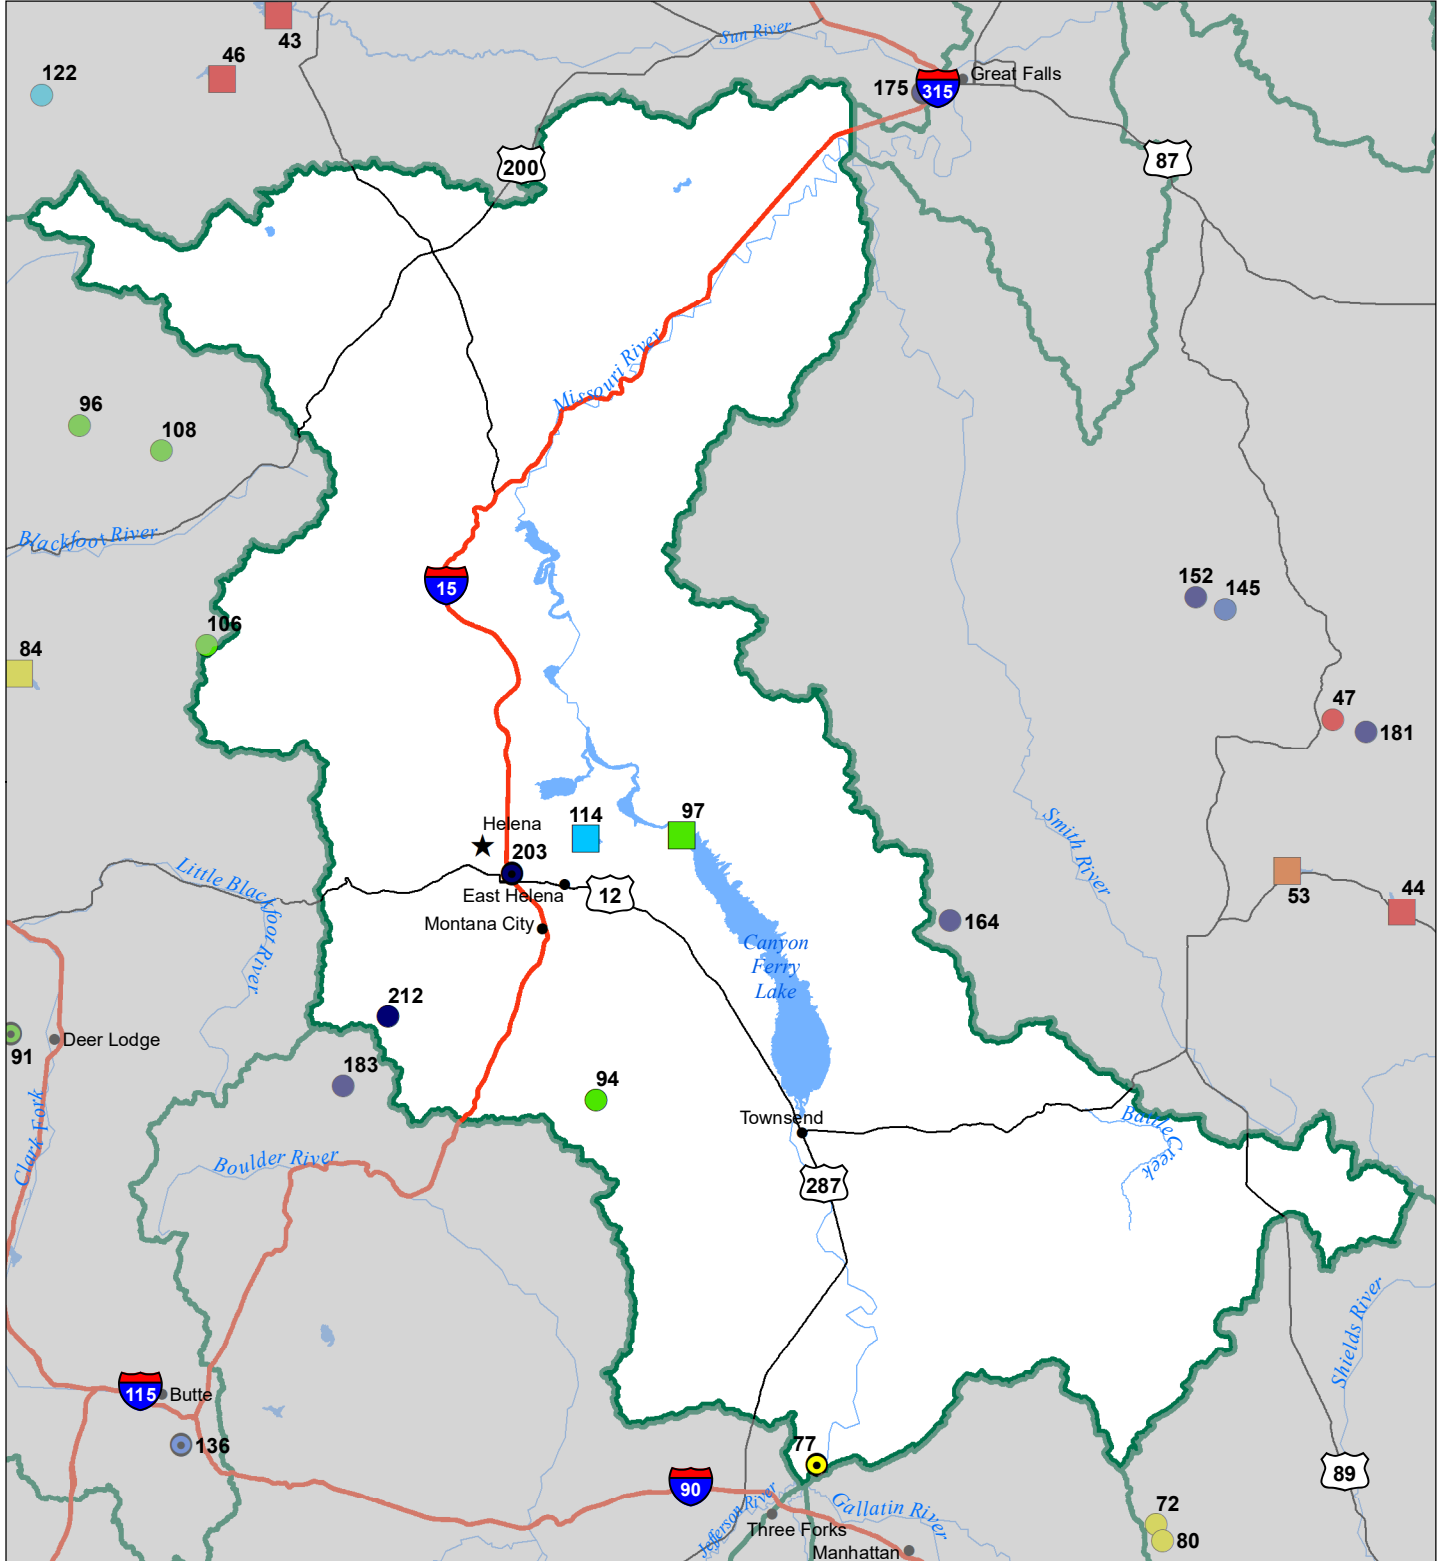 43
46
122
Sun River
175
315
Great Falls
200
87
Missouri River
96
108
Blackfoot River
15
152
145
106
84
47
181
Helena
114
97
203
Smith River
Little Blackfoot River
East Helena
12
53
44
Montana City
164
Canyon
Ferry
Lake
212
Deer Lodge
91
183
94
Clark Fork
Townsend
Battle Creek
Boulder River
287
Shields River
115
Butte
136
77
90
89
Jefferson River
Gallatin River
72
Three Forks
80
Manhattan